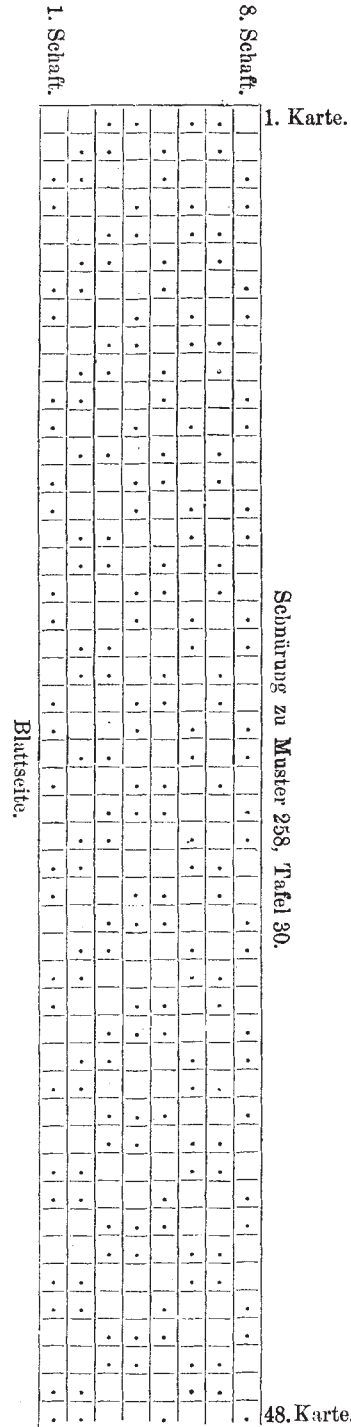 1. Schaft.
8. Schaft.
1. Karte.
Schnürung zu Muster 258, Tafel 30.
Blattseite.
48. Karte.